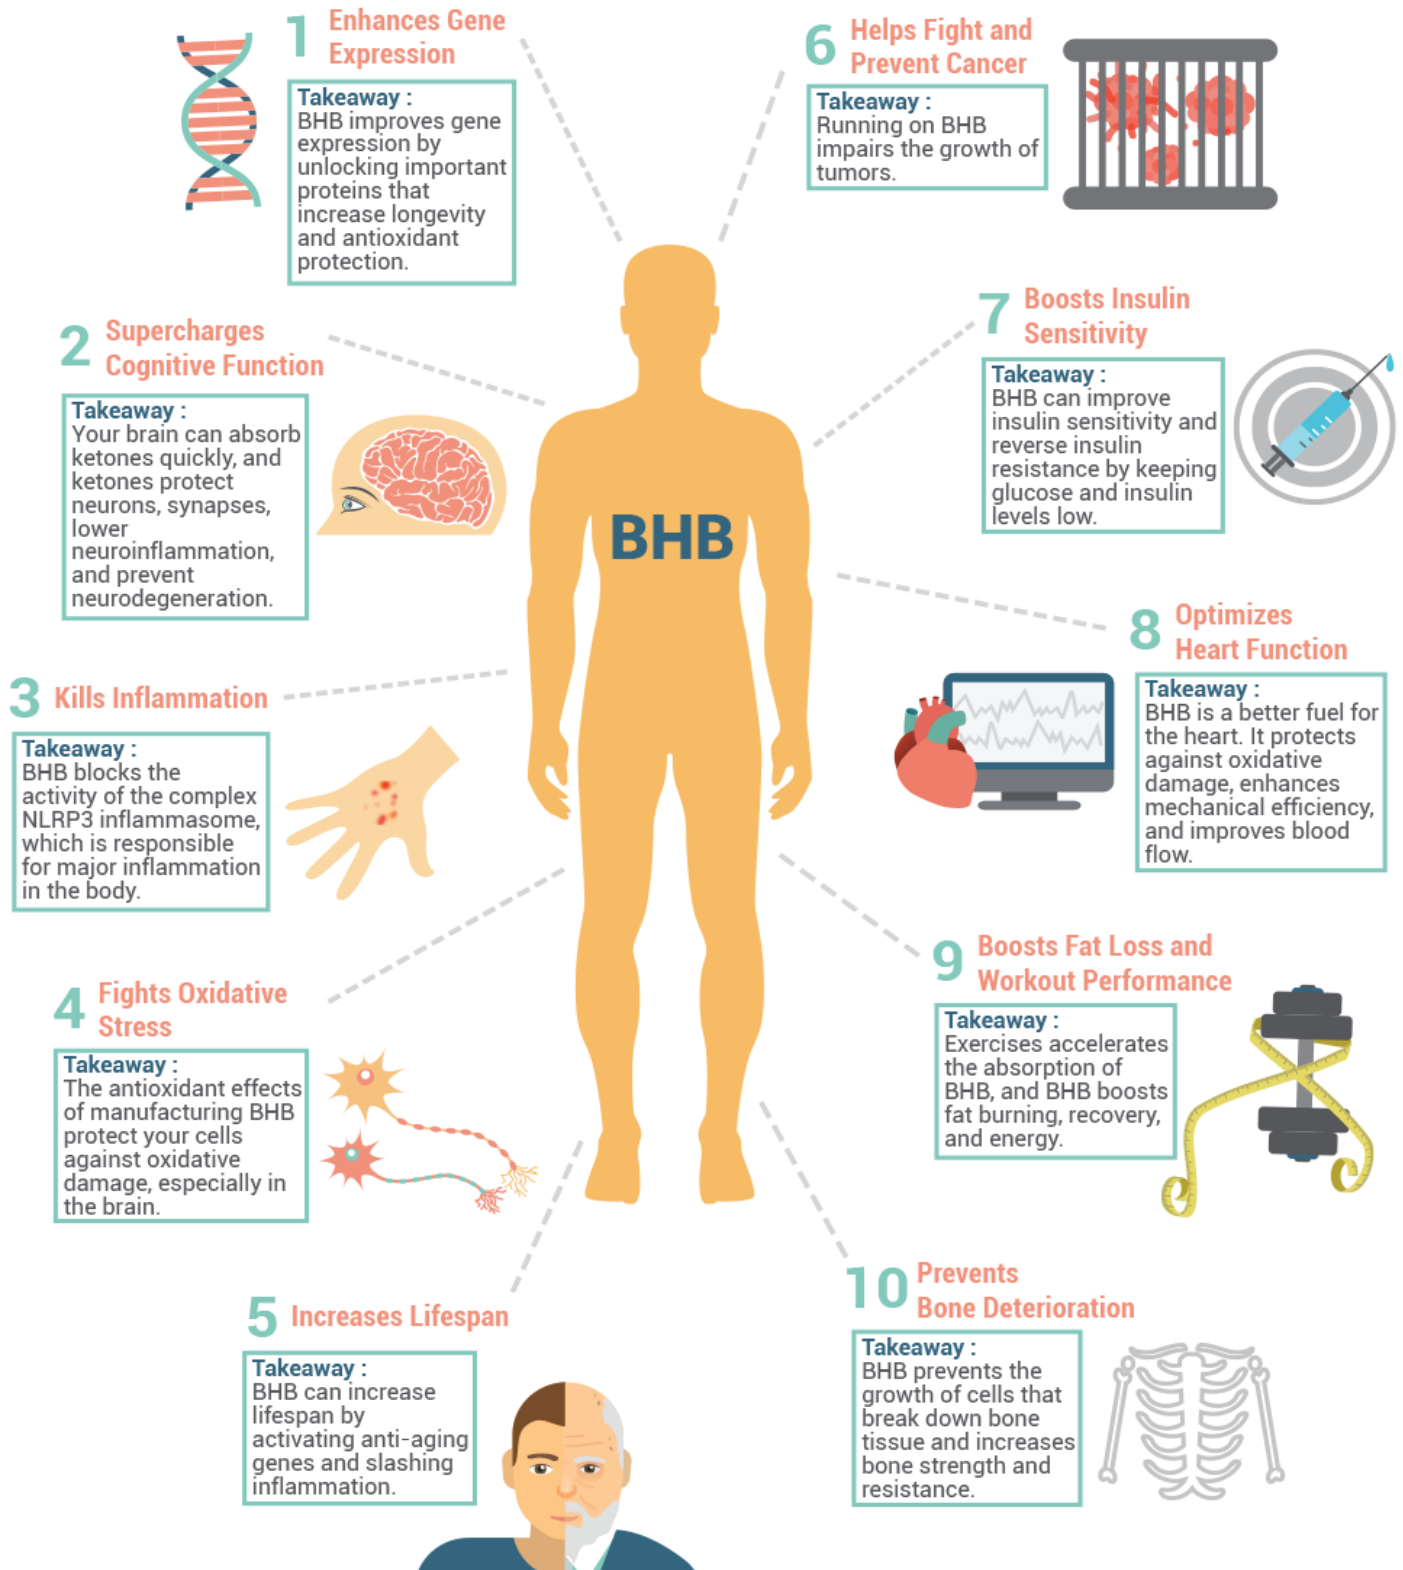 1
Enhances Gene
Expression
Takeaway :
BHB improves gene
expression by
unlocking important
proteins that
increase longevity
and antioxidant
protection.
2
Supercharges
Cognitive Function
Takeaway :
Your brain can absorb
ketones quickly, and
ketones protect
neurons, synapses,
lower
neuroinflammation,
and prevent
neurodegeneration.
3
Kills Inflammation
Takeaway :
BHB blocks the
activity of the complex
NLRP3 inflammasome,
which is responsible
for major inflammation
in the body.
4
Fights Oxidative
Stress
Takeaway :
The antioxidant effects
of manufacturing BHB
protect your cells
against oxidative
damage, especially in
the brain.
5
Increases Lifespan
Takeaway :
BHB can increase
lifespan by
activating anti-aging
genes and slashing
inflammation.
BHB
6
Helps Fight and
Prevent Cancer
Takeaway :
Running on BHB
impairs the growth of
tumors.
7
Boosts Insulin
Sensitivity
Takeaway :
BHB can improve
insulin sensitivity and
reverse insulin
resistance by keeping
glucose and insulin
levels low.
8
Optimizes
Heart Function
Takeaway :
BHB is a better fuel for
the heart. It protects
against oxidative
damage, enhances
mechanical efficiency,
and improves blood
flow.
9
Boosts Fat Loss and
Workout Performance
Takeaway :
Exercises accelerates
the absorption of
BHB, and BHB boosts
fat burning, recovery,
and energy.
10
Prevents
Bone Deterioration
Takeaway :
BHB prevents the
growth of cells that
break down bone
tissue and increases
bone strength and
resistance.